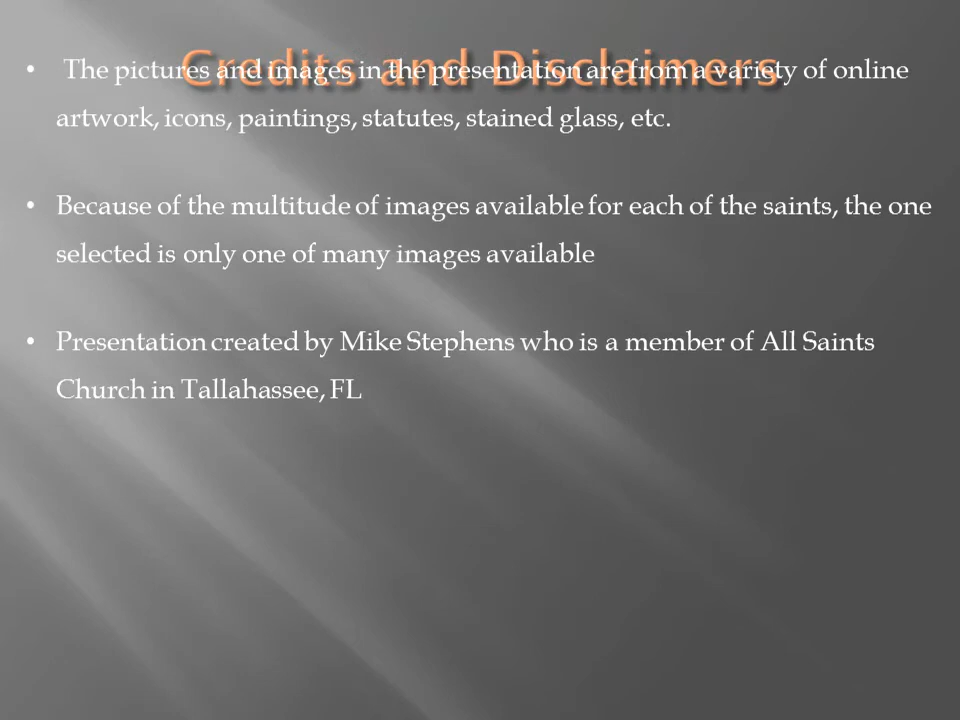 Credits and Disclaimers
• The pictures and images in the presentation are from a variety of online
artwork, icons, paintings, statutes, stained glass, etc.
• Because of the multitude of images available for each of the saints, the one
selected is only one of many images available
• Presentation created by Mike Stephens who is a member of All Saints
Church in Tallahassee, FL